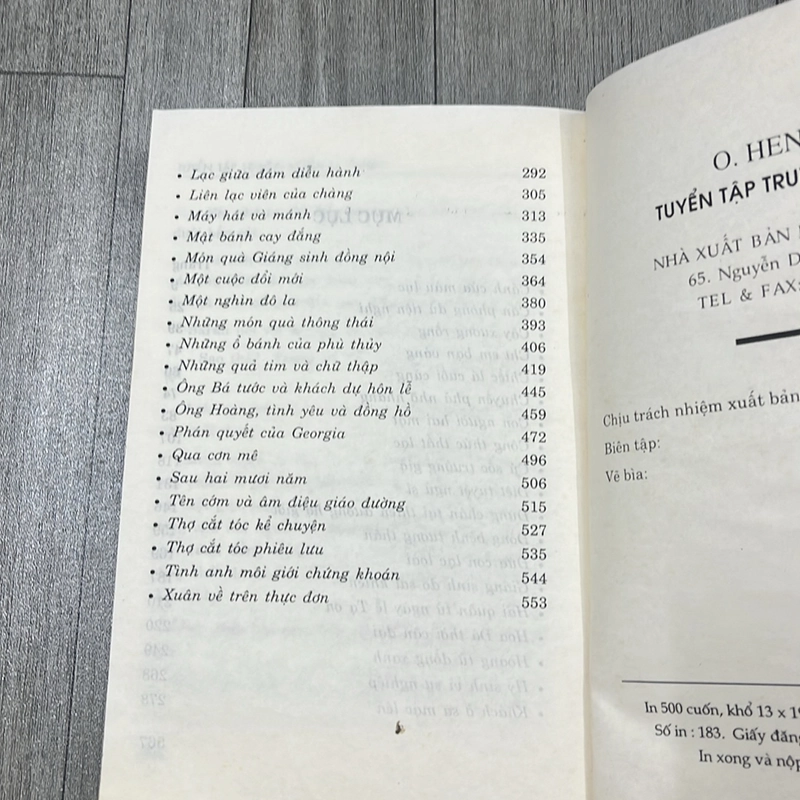 • Lạc giữa đám diễu hành 292
• Liên lạc viên của chàng 305
• Máy hát và mánh 313
• Mật bánh cay đắng 335
• Món quà Giáng sinh đồng nội 354
• Một cuộc đổi mới 364
• Một nghìn đô la 380
• Những món quà thông thái 393
• Những ổ bánh của phù thủy 406
• Những quả tim và chữ thập 419
• Ông Bá tước và khách dự hôn lễ 445
• Ông Hoàng, tình yêu và đồng hồ 459
• Phán quyết của Georgia 472
• Qua cơn mê 496
• Sau hai mươi năm 506
• Tên cớm và âm điệu giáo đường 515
• Thợ cắt tóc kể chuyện 527
• Thợ cắt tóc phiêu lưu 535
• Tình anh môi giới chứng khoán 544
• Xuân về trên thực đơn 553
O. HEN
TUYỂN TẬP TRU
NHÀ XUẤT BẢN
65. Nguyễn D
TEL & FAX:
Chịu trách nhiệm xuất bản
Biên tập:
Vẽ bìa:
In 500 cuốn, khổ 13 x 19
Số in : 183. Giấy đăng
In xong và nộp